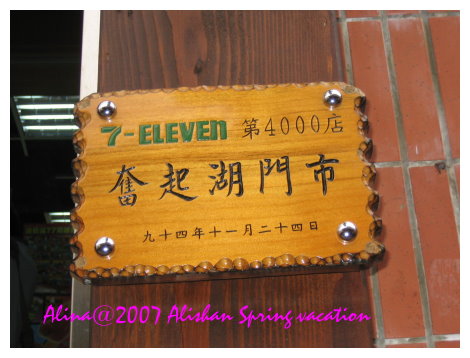 7-ELEVEn 第4000店
奮起湖門市
九十四年十一月二十四日
Alina@2007 Alishan Spring vacation